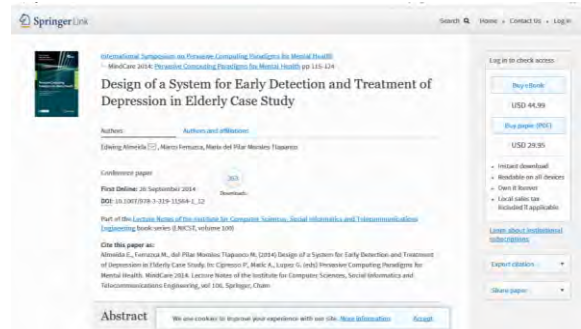 Springer Link
Search Home • Contact Us • Log in
International Symposium on Pervasive Computing Paradigms for Mental Health
MindCare 2014: Pervasive Computing Paradigms for Mental Health pp 115-124
Design of a System for Early Detection and Treatment of
Depression in Elderly Case Study
Authors Authors and affiliations
Edwing Almeida, Marco Ferruzca, María del Pilar Morales Tlapanco
Conference paper
First Online: 26 September 2014
Downloads
DOI: 10.1007/978-3-319-11564-1_12
Part of the Lecture Notes of the Institute for Computer Sciences, Social Informatics and Telecommunications
Engineering book series (LNICST, volume 100)
Cite this paper as:
Almeida E., Ferruzca M., del Pilar Morales Tlapanco M. (2014) Design of a System for Early Detection and Treatment
of Depression in Elderly Case Study. In: Cipresso P., Matic A., Lopez G. (eds) Pervasive Computing Paradigms for
Mental Health. MindCare 2014. Lecture Notes of the Institute for Computer Sciences, Social Informatics and
Telecommunications Engineering, vol 100. Springer, Cham
Abstract
We use cookies to improve your experience with our site. More information Accept
Log in to check access
Buy eBook
USD 44.99
Buy paper (PDF)
USD 29.95
Instant download
Readable on all devices
Own it forever
Local sales tax
included if applicable
Learn about institutional
subscriptions
Export citation
Share paper